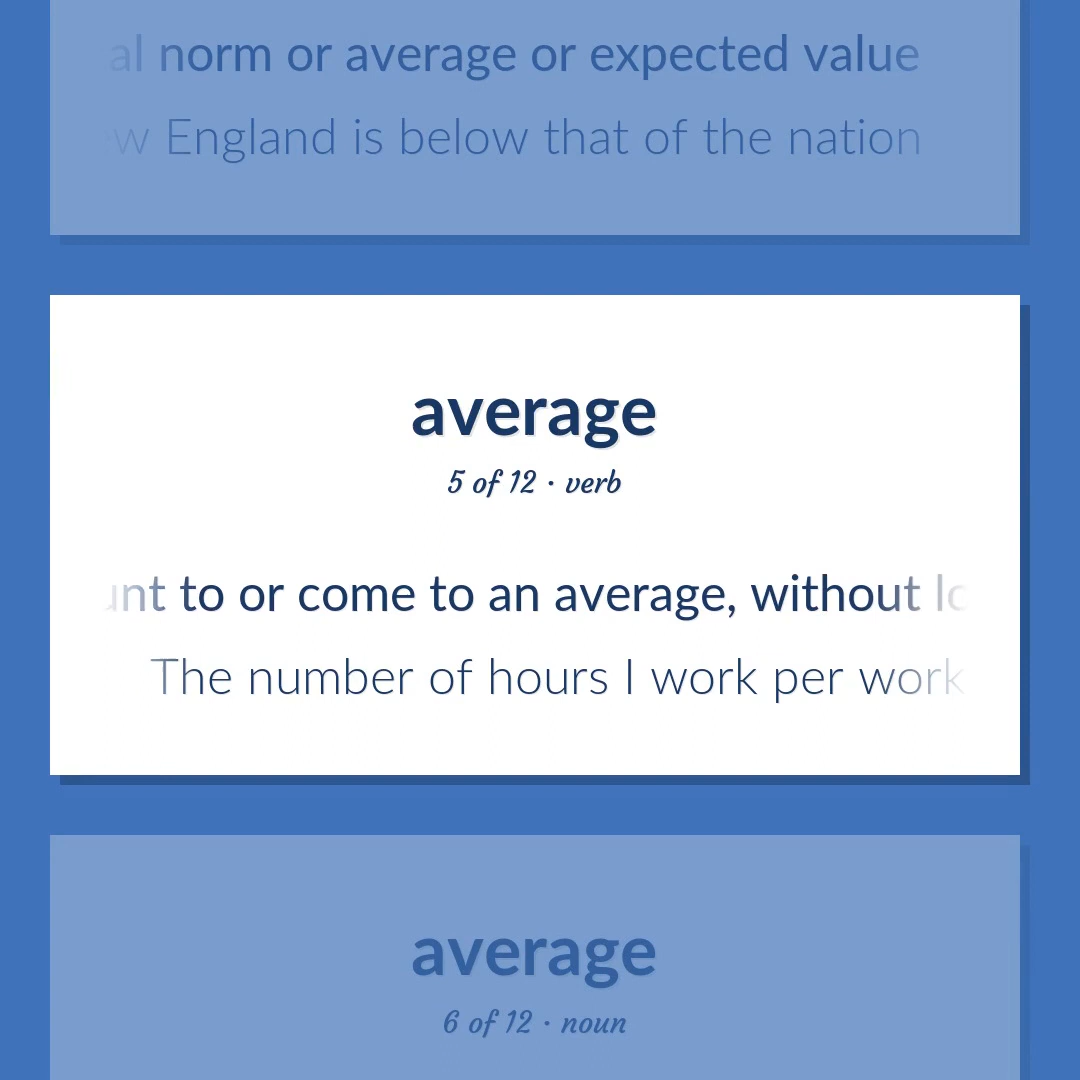 al norm or average or expected value
ew England is below that of the nation
average
5 of 12 · verb
unt to or come to an average, without lo
The number of hours I work per work
average
6 of 12 · noun